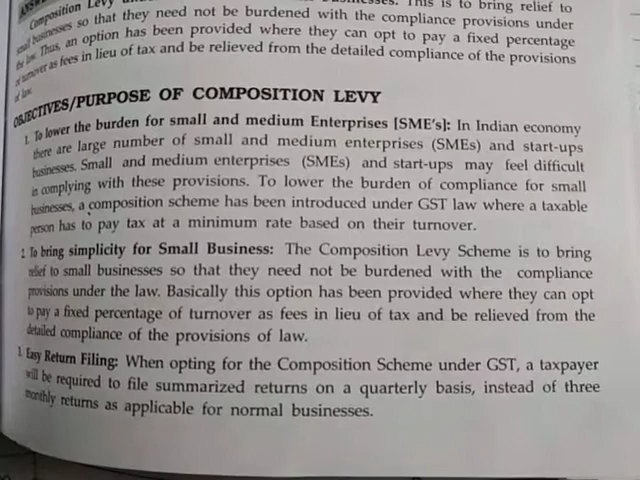 ANSW
inesses. This is to bring relief to
Composition Levy
small businesses so that they need not be burdened with the compliance provisions under
the law. Thus, an option has been provided where they can opt to pay a fixed percentage
of turnover as fees in lieu of tax and be relieved from the detailed compliance of the provisions
of law.
OBJECTIVES/PURPOSE OF COMPOSITION LEVY
1. To lower the burden for small and medium Enterprises [SME's]: In Indian economy
there are large number of small and medium enterprises (SMEs) and start-ups
businesses. Small and medium enterprises (SMEs) and start-ups may feel difficult
in complying with these provisions. To lower the burden of compliance for small
businesses, a composition scheme has been introduced under GST law where a taxable
person has to pay tax at a minimum rate based on their turnover.
2. To bring simplicity for Small Business: The Composition Levy Scheme is to bring
relief to small businesses so that they need not be burdened with the compliance
provisions under the law. Basically this option has been provided where they can opt
to pay a fixed percentage of turnover as fees in lieu of tax and be relieved from the
detailed compliance of the provisions of law.
3. Easy Return Filing: When opting for the Composition Scheme under GST, a taxpayer
will be required to file summarized returns on a quarterly basis, instead of three
monthly returns as applicable for normal businesses.